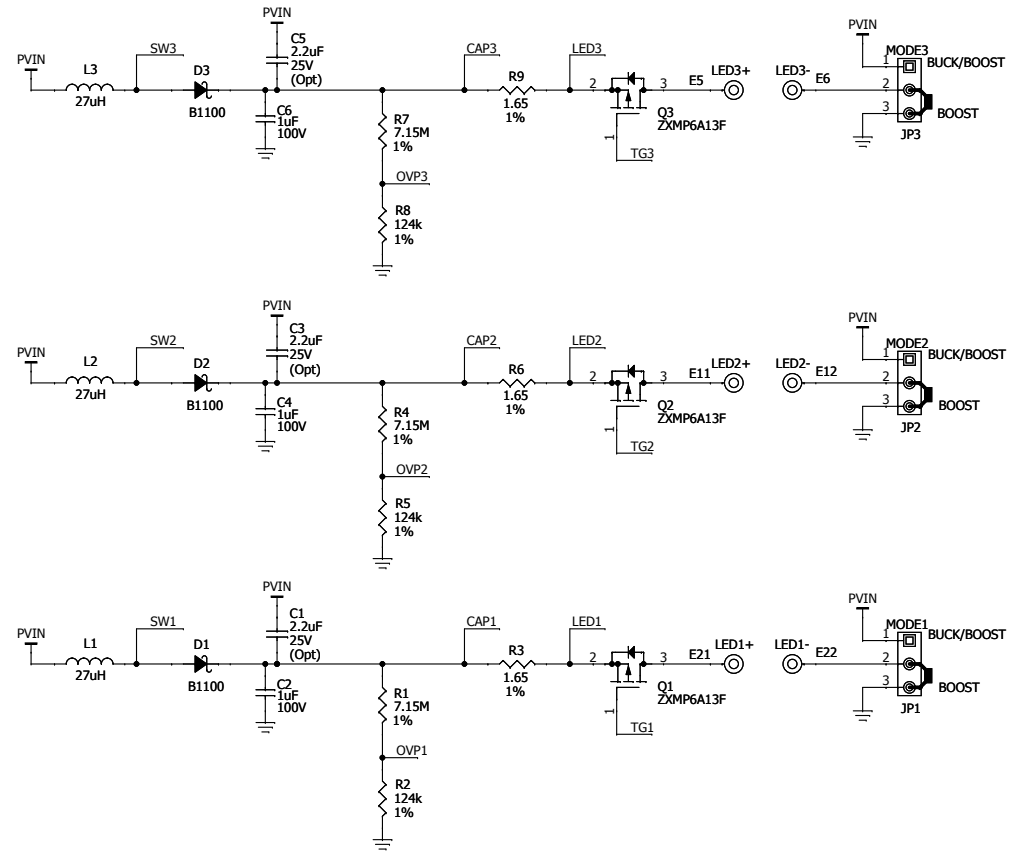 PVIN
L3
27uH
SW3
D3
B1100
PVIN
C5
2.2uF
25V
(Opt)
C6
1uF
100V
R7
7.15M
1%
OVP3
R8
124k
1%
CAP3
R9
1.65
1%
LED3
2
3
1
Q3
ZXMP6A13F
TG3
E5
LED3+
LED3-
E6
PVIN
MODE3
1
BUCK/BOOST
2
3
BOOST
JP3
PVIN
L2
27uH
SW2
D2
B1100
PVIN
C3
2.2uF
25V
(Opt)
C4
1uF
100V
R4
7.15M
1%
OVP2
R5
124k
1%
CAP2
R6
1.65
1%
LED2
2
3
1
Q2
ZXMP6A13F
TG2
E11
LED2+
LED2-
E12
PVIN
MODE2
1
BUCK/BOOST
2
3
BOOST
JP2
PVIN
L1
27uH
SW1
D1
B1100
PVIN
C1
2.2uF
25V
(Opt)
C2
1uF
100V
R1
7.15M
1%
OVP1
R2
124k
1%
CAP1
R3
1.65
1%
LED1
2
3
1
Q1
ZXMP6A13F
TG1
E21
LED1+
LED1-
E22
PVIN
MODE1
1
BUCK/BOOST
2
3
BOOST
JP1